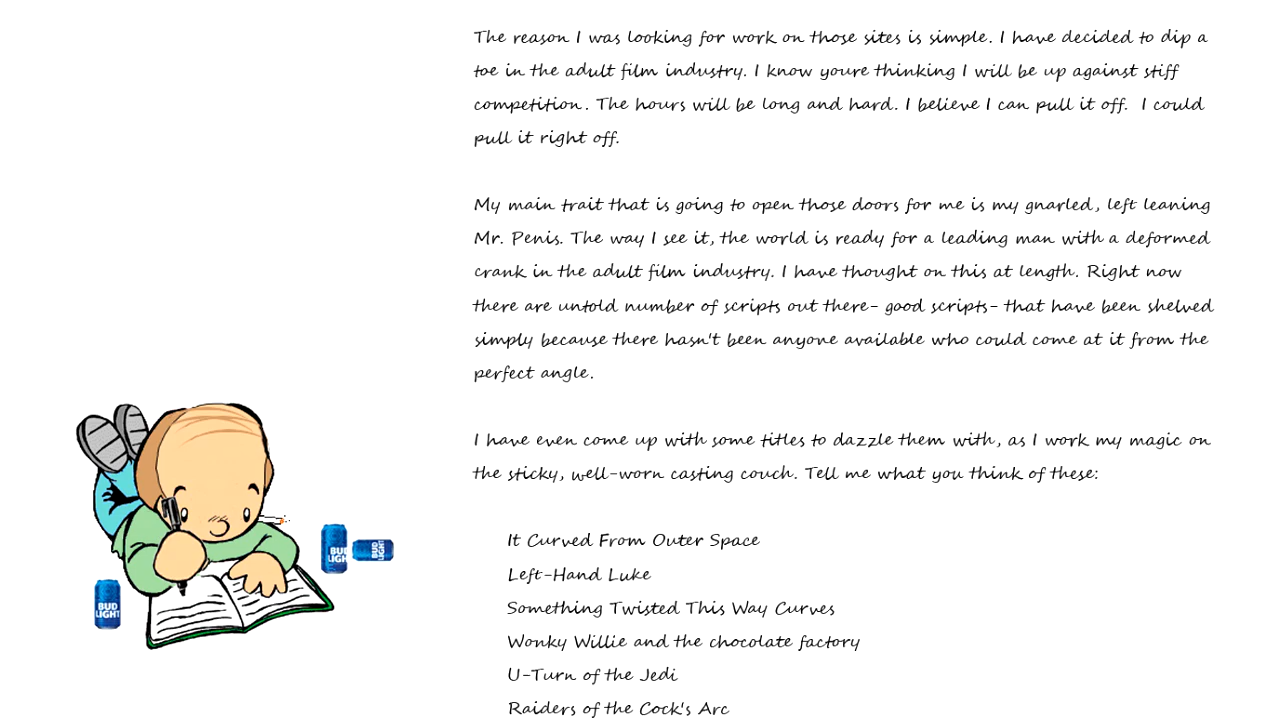 The reason I was looking for work on those sites is simple. I have decided to dip a
toe in the adult film industry. I know youre thinking I will be up against stiff
competition. The hours will be long and hard. I believe I can pull it off.  I could
pull it right off.
My main trait that is going to open those doors for me is my gnarled, left leaning
Mr. Penis. The way I see it, the world is ready for a leading man with a deformed
crank in the adult film industry. I have thought on this at length. Right now
there are untold number of scripts out there- good scripts- that have been shelved
simply because there hasn't been anyone available who could come at it from the
perfect angle.
I have even come up with some titles to dazzle them with, as I work my magic on
the sticky, well-worn casting couch. Tell me what you think of these:
It Curved From Outer Space
Left-Hand Luke
Something Twisted This Way Curves
Wonky Willie and the chocolate factory
U-Turn of the Jedi
Raiders of the Cock's Arc
BUD
LIGHT
BUD
LIGHT
BUD
LIGHT